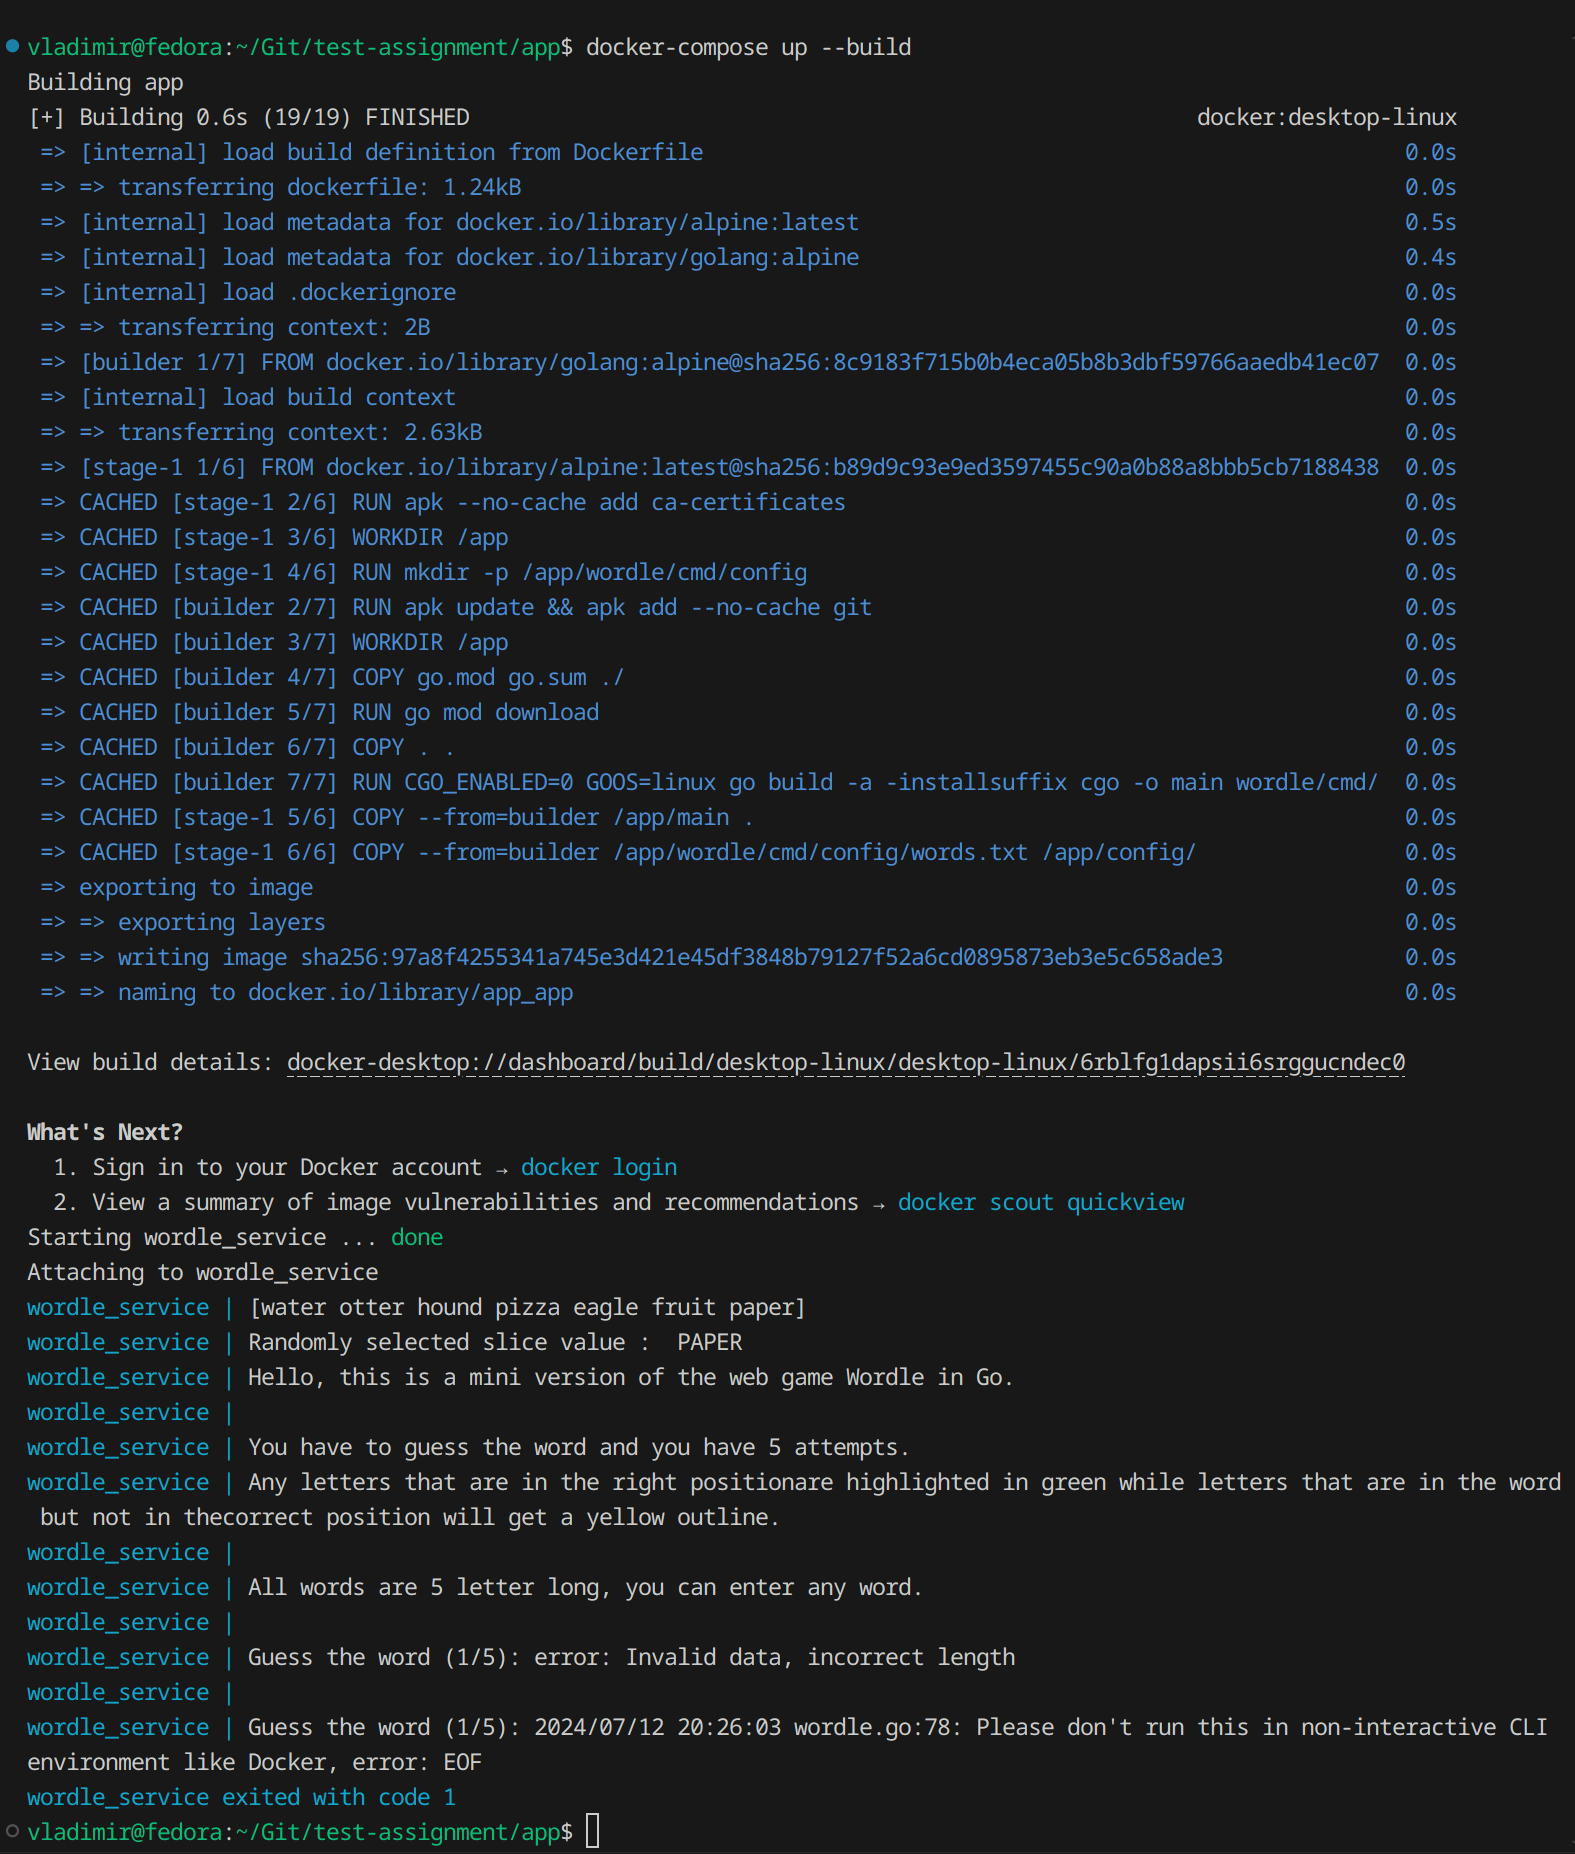 vladimir@fedora:~/Git/test-assignment/app$ docker-compose up --build
Building app
[+] Building 0.6s (19/19) FINISHED docker:desktop-linux
=> [internal] load build definition from Dockerfile 0.0s
=> => transferring dockerfile: 1.24kB 0.0s
=> [internal] load metadata for docker.io/library/alpine:latest 0.5s
=> [internal] load metadata for docker.io/library/golang:alpine 0.4s
=> [internal] load .dockerignore 0.0s
=> => transferring context: 2B 0.0s
=> [builder 1/7] FROM docker.io/library/golang:alpine@sha256:8c9183f715b0b4eca05b8b3dbf59766aaedb41ec07 0.0s
=> [internal] load build context 0.0s
=> => transferring context: 2.63kB 0.0s
=> [stage-1 1/6] FROM docker.io/library/alpine:latest@sha256:b89d9c93e9ed3597455c90a0b88a8bbb5cb7188438 0.0s
=> CACHED [stage-1 2/6] RUN apk --no-cache add ca-certificates 0.0s
=> CACHED [stage-1 3/6] WORKDIR /app 0.0s
=> CACHED [stage-1 4/6] RUN mkdir -p /app/wordle/cmd/config 0.0s
=> CACHED [builder 2/7] RUN apk update && apk add --no-cache git 0.0s
=> CACHED [builder 3/7] WORKDIR /app 0.0s
=> CACHED [builder 4/7] COPY go.mod go.sum ./ 0.0s
=> CACHED [builder 5/7] RUN go mod download 0.0s
=> CACHED [builder 6/7] COPY . . 0.0s
=> CACHED [builder 7/7] RUN CGO_ENABLED=0 GOOS=linux go build -a -installsuffix cgo -o main wordle/cmd/ 0.0s
=> CACHED [stage-1 5/6] COPY --from=builder /app/main . 0.0s
=> CACHED [stage-1 6/6] COPY --from=builder /app/wordle/cmd/config/words.txt /app/config/ 0.0s
=> exporting to image 0.0s
=> => exporting layers 0.0s
=> => writing image sha256:97a8f4255341a745e3d421e45df3848b79127f52a6cd0895873eb3e5c658ade3 0.0s
=> => naming to docker.io/library/app_app 0.0s
View build details: docker-desktop://dashboard/build/desktop-linux/desktop-linux/6rblfg1dapsii6srggucndec0
What's Next?
1. Sign in to your Docker account → docker login
2. View a summary of image vulnerabilities and recommendations → docker scout quickview
Starting wordle_service ... done
Attaching to wordle_service
wordle_service | [water otter hound pizza eagle fruit paper]
wordle_service | Randomly selected slice value :  PAPER
wordle_service | Hello, this is a mini version of the web game Wordle in Go.
wordle_service |
wordle_service | You have to guess the word and you have 5 attempts.
wordle_service | Any letters that are in the right positionare highlighted in green while letters that are in the word
but not in thecorrect position will get a yellow outline.
wordle_service |
wordle_service | All words are 5 letter long, you can enter any word.
wordle_service |
wordle_service | Guess the word (1/5): error: Invalid data, incorrect length
wordle_service |
wordle_service | Guess the word (1/5): 2024/07/12 20:26:03 wordle.go:78: Please don't run this in non-interactive CLI
environment like Docker, error: EOF
wordle_service exited with code 1
vladimir@fedora:~/Git/test-assignment/app$